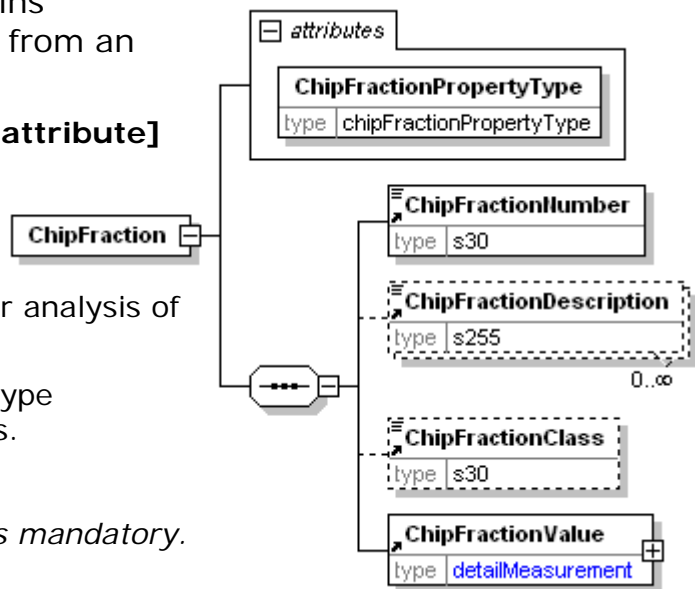 ins
from an
attribute]
r analysis of
ype
s.
s mandatory.
attributes
ChipFractionPropertyType
type chipFractionPropertyType
ChipFraction
ChipFractionNumber
type s30
ChipFractionDescription
type s255
0..∞
ChipFractionClass
type s30
ChipFractionValue
type detailMeasurement